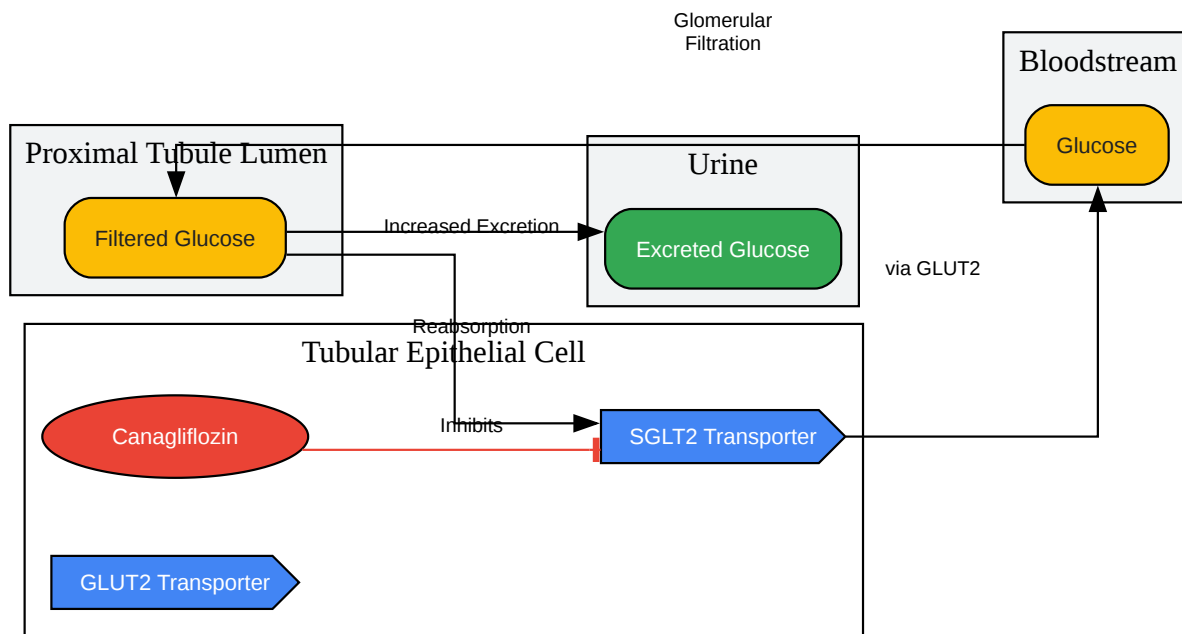 Glomerular
Filtration
Bloodstream
Glucose
Proximal Tubule Lumen
Urine
Filtered Glucose
Increased Excretion
Excreted Glucose
via GLUT2
Reabsorption
Tubular Epithelial Cell
Canagliflozin
Inhibits
SGLT2 Transporter
GLUT2 Transporter